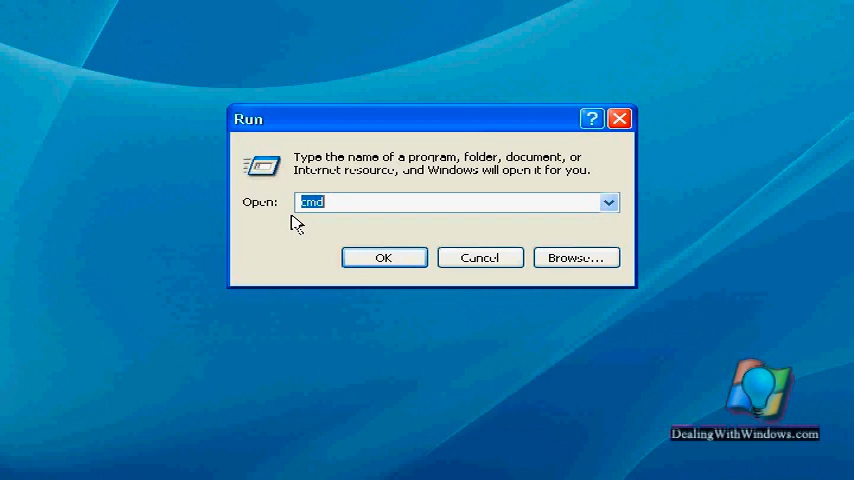 Run
Type the name of a program, folder, document, or
Internet resource, and Windows will open it for you.
Open: cmd
OK Cancel Browse...
DealingWithWindows.com